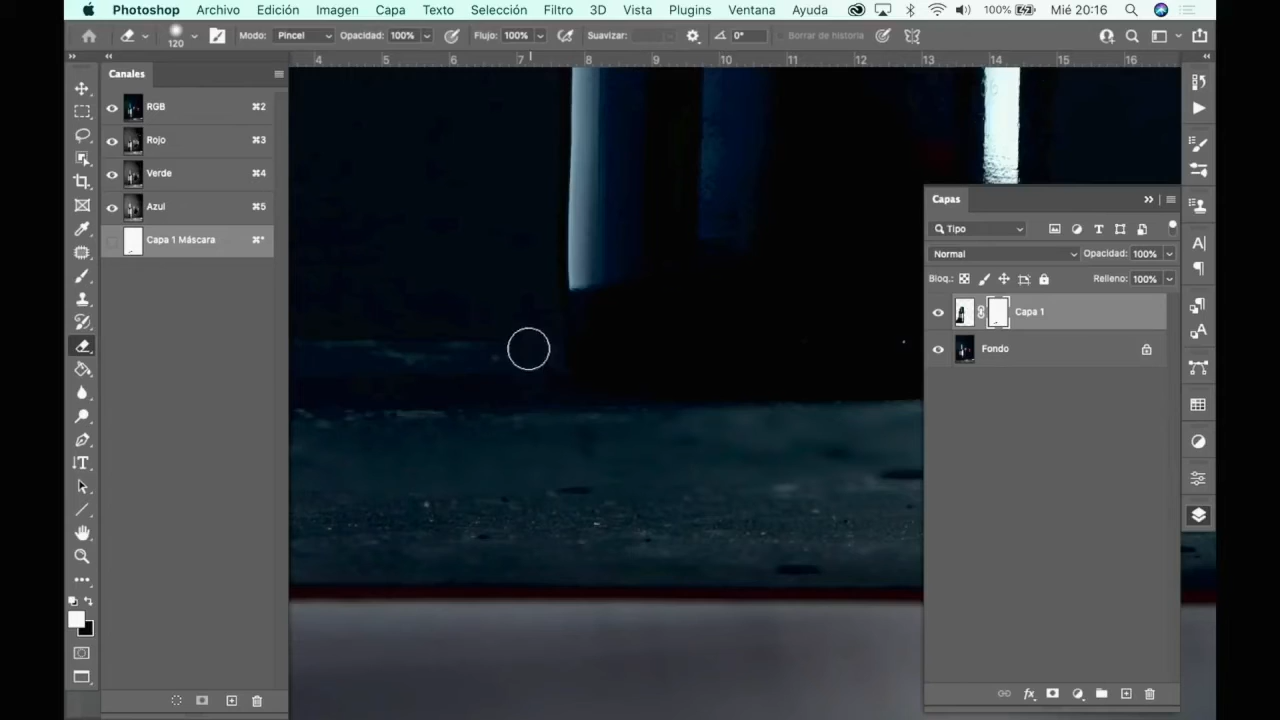 Photoshop Archivo Edición Imagen Capa Texto Selección Filtro 3D Vista Plugins Ventana Ayuda 100% Mié 20:16
120 Modo: Pincel Opacidad: 100% Flujo: 100% Suavizar: 0° Borrar de historia
4 5 6 7 8 9 10 11 12 13 14 15 16
Canales
RGB ⌘2
Rojo ⌘3
Verde ⌘4
Azul ⌘5
Capa 1 Máscara ⌘*
Capas
Tipo
Normal Opacidad: 100%
Bloq.: Relleno: 100%
Capa 1
Fondo
fx